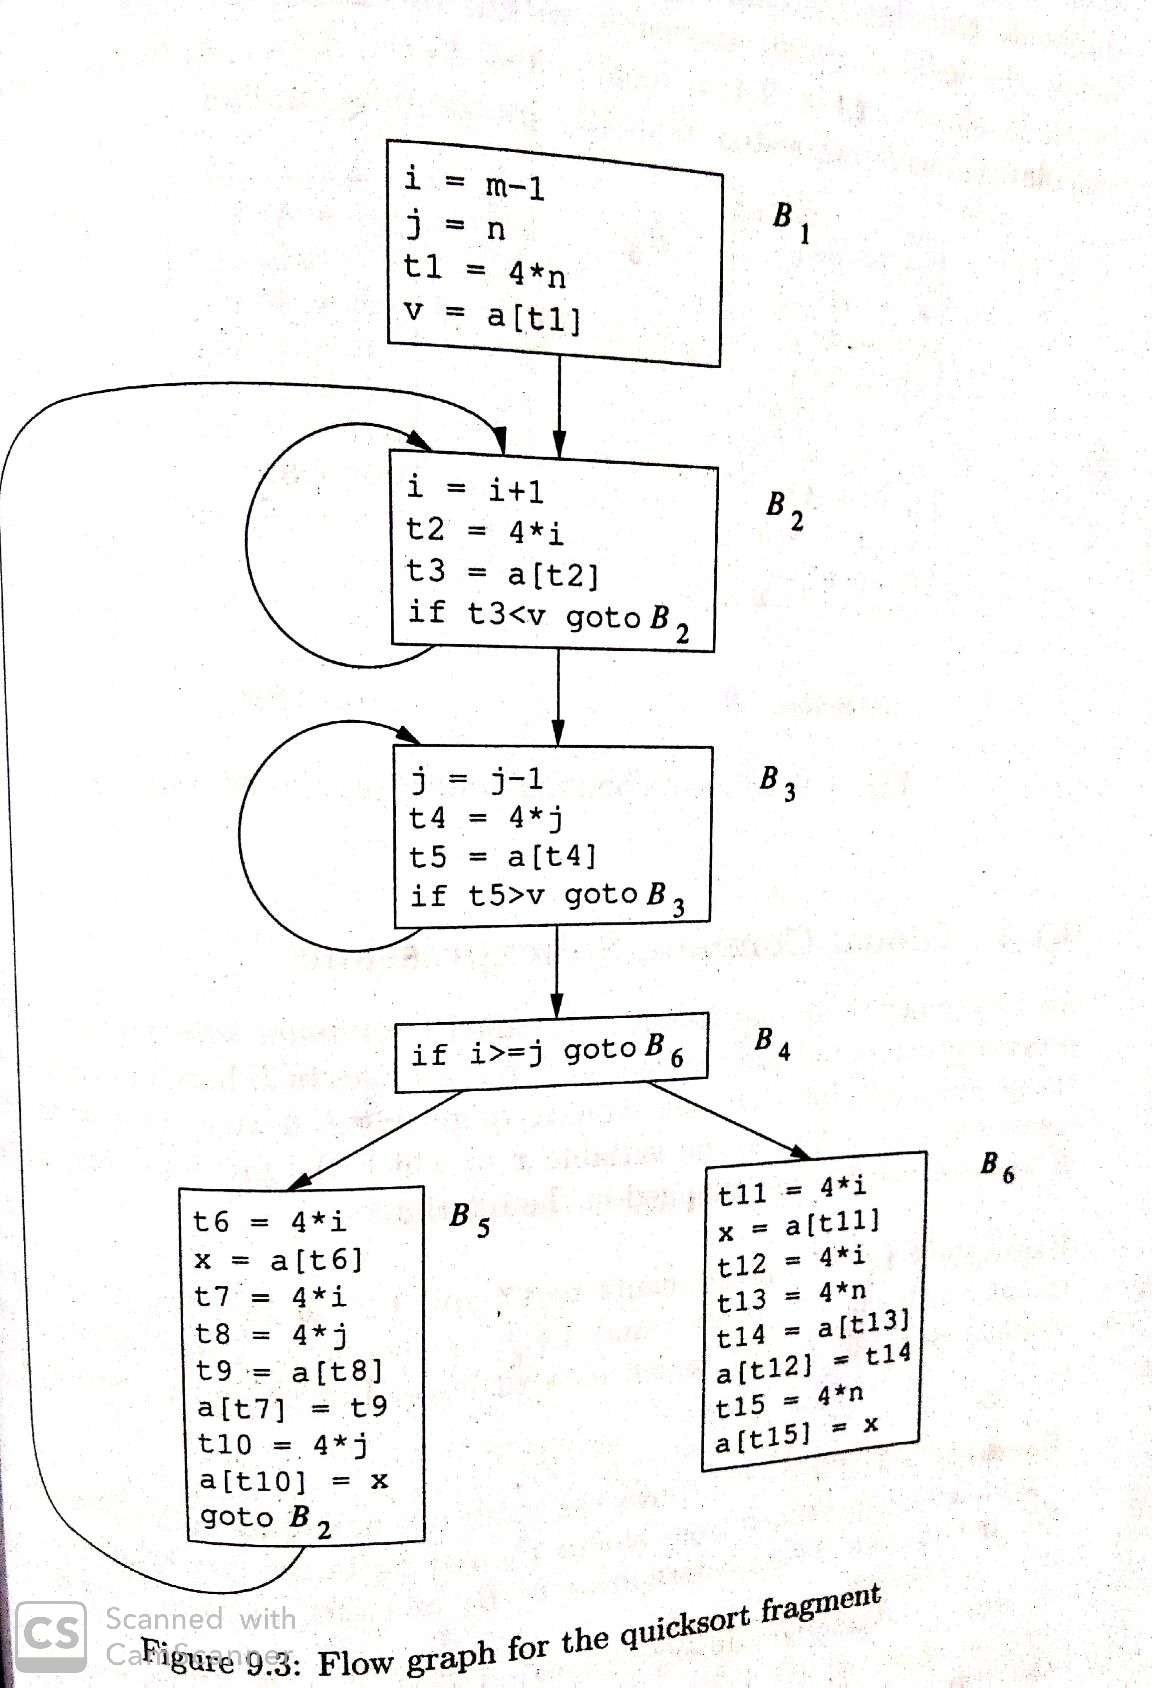 i = m-1
j = n
t1 = 4*n
v = a[t1]
B1
i = i+1
t2 = 4*i
t3 = a[t2]
if t3<v goto B2
B2
j = j-1
t4 = 4*j
t5 = a[t4]
if t5>v goto B3
B3
if i>=j goto B6
B4
t6 = 4*i
x = a[t6]
t7 = 4*i
t8 = 4*j
t9 = a[t8]
a[t7] = t9
t10 = 4*j
a[t10] = x
goto B2
B5
t11 = 4*i
x = a[t11]
t12 = 4*i
t13 = 4*n
t14 = a[t13]
a[t12] = t14
t15 = 4*n
a[t15] = x
B6
Figure 9.3: Flow graph for the quicksort fragment
CS
Scanned with
CamScanner